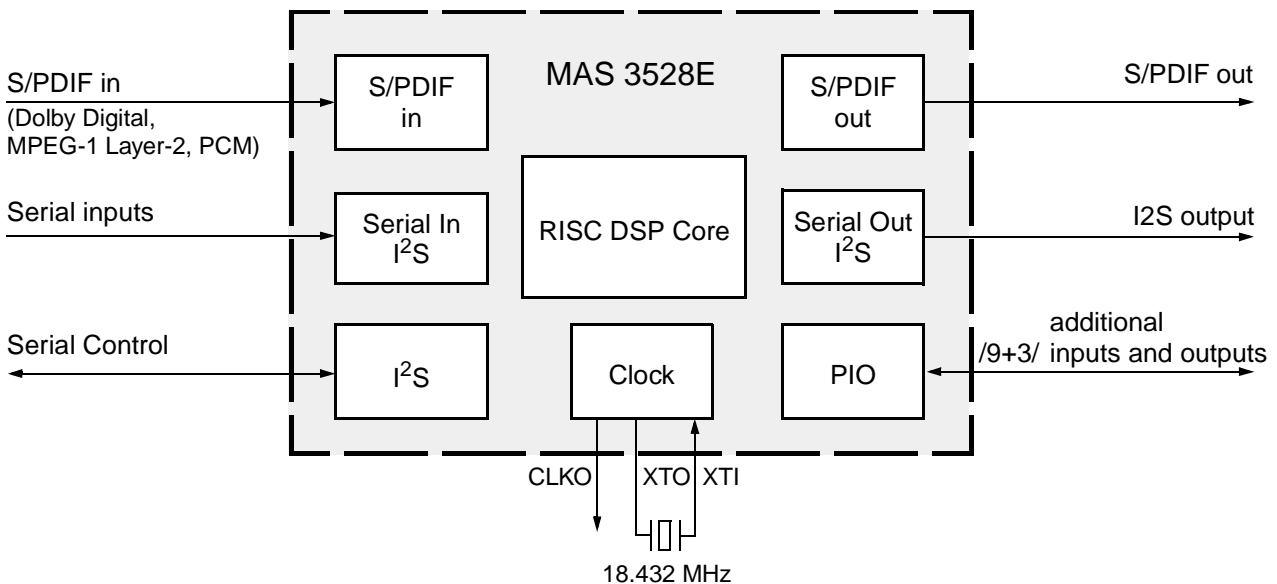 MAS 3528E
S/PDIF in
(Dolby Digital,
MPEG-1 Layer-2, PCM)
S/PDIF
in
S/PDIF
out
S/PDIF out
Serial inputs
Serial In
I²S
RISC DSP Core
Serial Out
I²S
I2S output
Serial Control
I²S
Clock
PIO
additional
/9+3/ inputs and outputs
CLKO
XTO
XTI
18.432 MHz